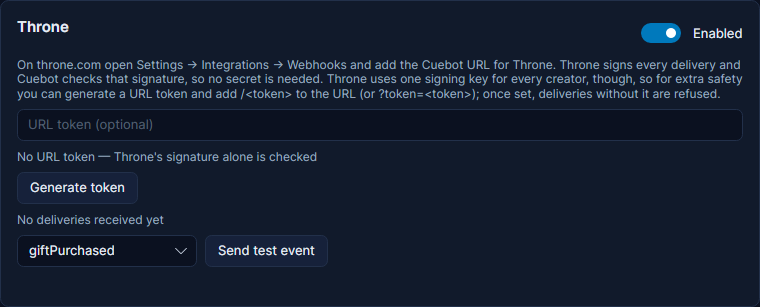 Throne
Enabled
On throne.com open Settings → Integrations → Webhooks and add the Cuebot URL for Throne. Throne signs every delivery and
Cuebot checks that signature, so no secret is needed. Throne uses one signing key for every creator, though, so for extra safety
you can generate a URL token and add /<token> to the URL (or ?token=<token>); once set, deliveries without it are refused.
URL token (optional)
No URL token — Throne's signature alone is checked
Generate token
No deliveries received yet
giftPurchased
Send test event